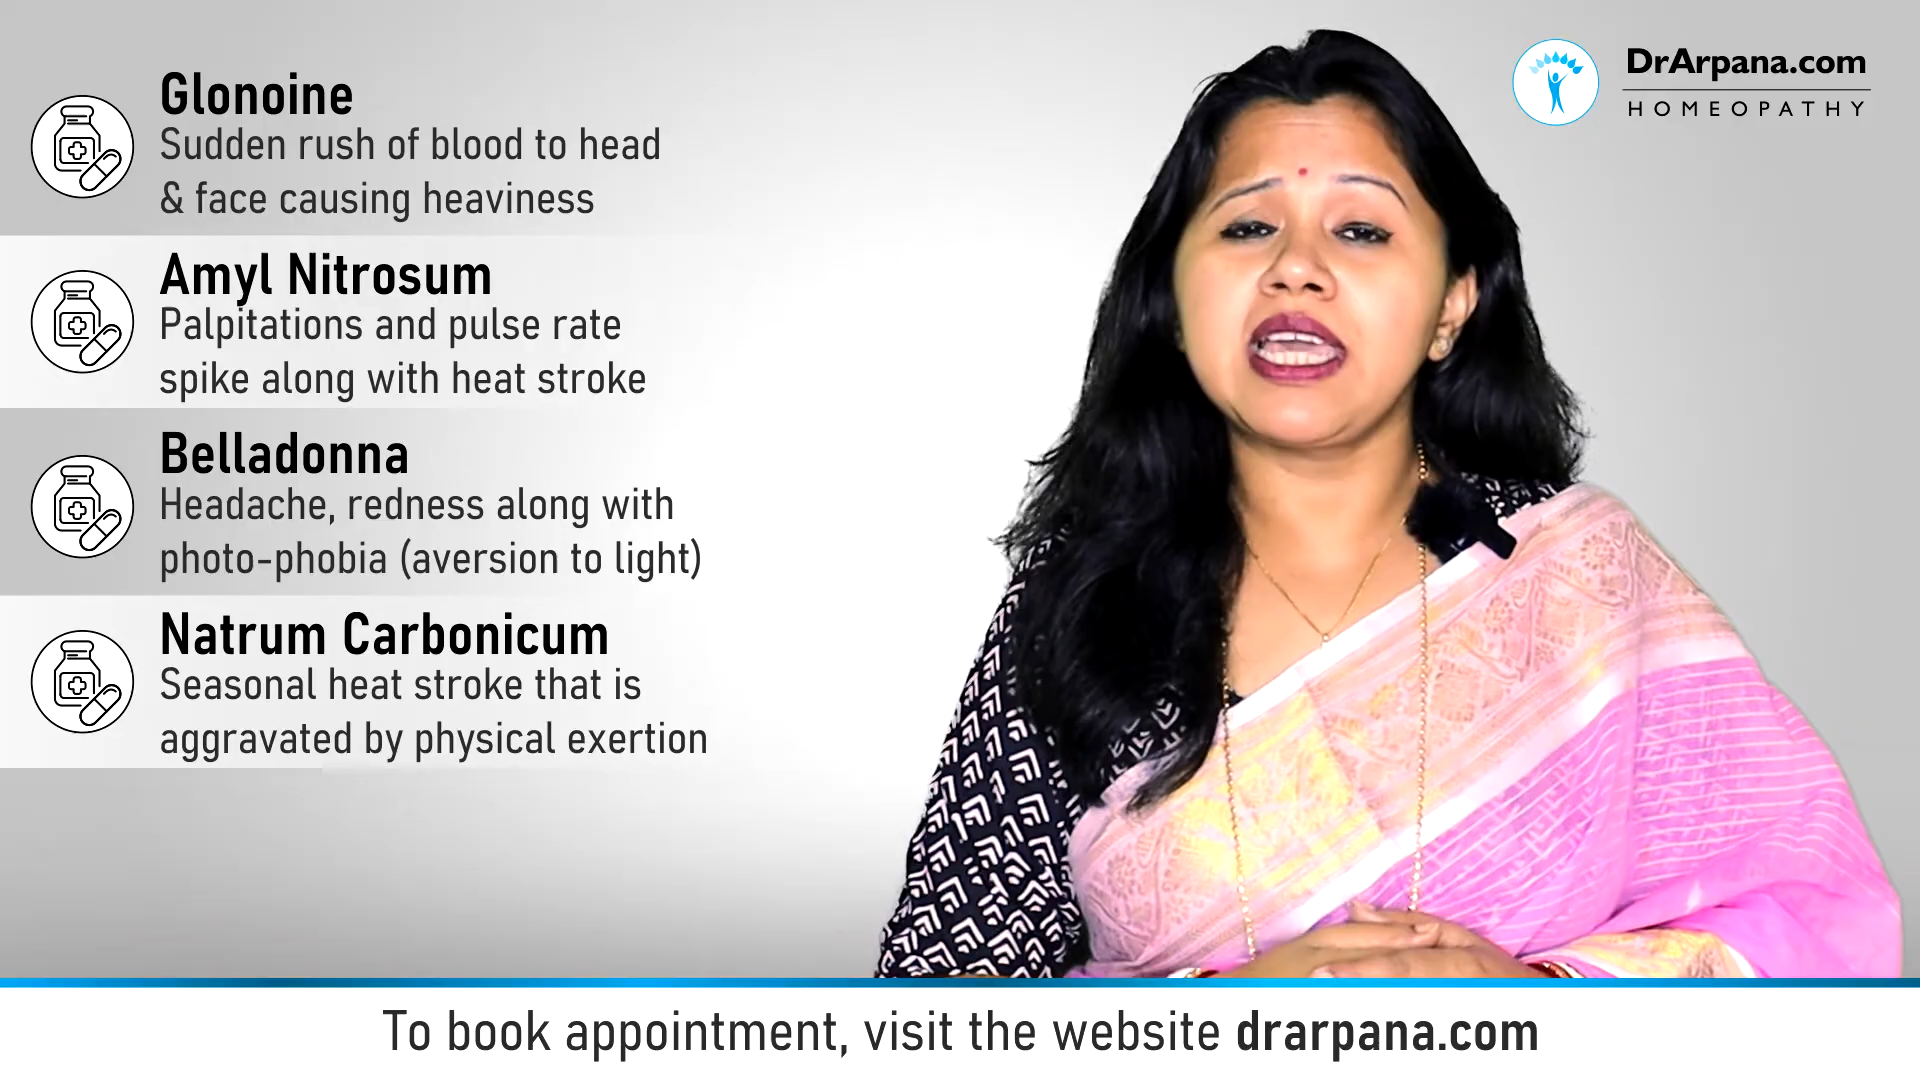 Glonoine
Sudden rush of blood to head
& face causing heaviness
Amyl Nitrosum
Palpitations and pulse rate
spike along with heat stroke
Belladonna
Headache, redness along with
photo-phobia (aversion to light)
Natrum Carbonicum
Seasonal heat stroke that is
aggravated by physical exertion
DrArpana.com
HOMEOPATHY
To book appointment, visit the website drarpana.com